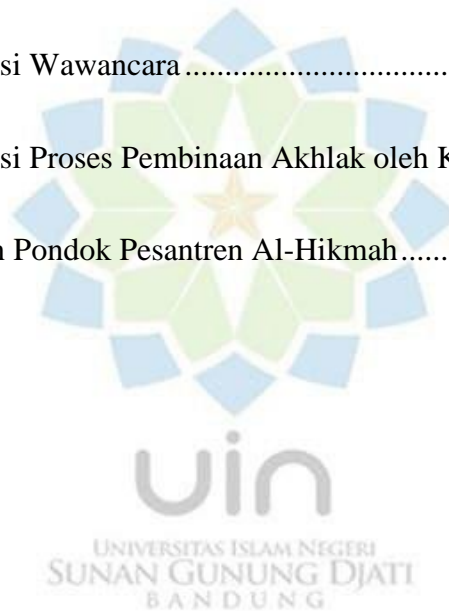 si Wawancara ..................................
si Proses Pembinaan Akhlak oleh K
n Pondok Pesantren Al-Hikmah ......
uin
UNIVERSITAS ISLAM NEGERI
SUNAN GUNUNG DJATI
BANDUNG